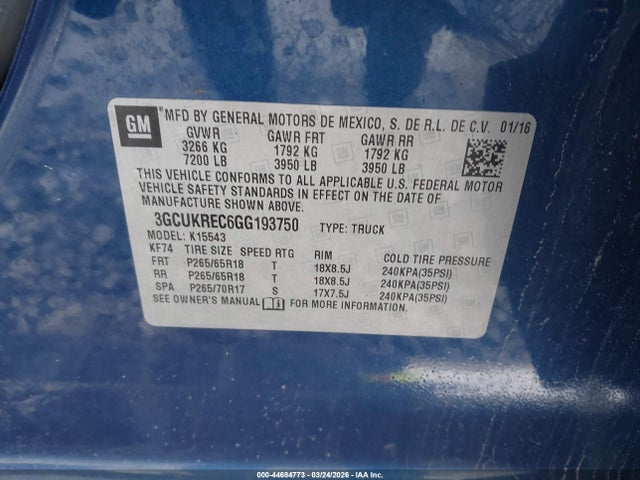 GM
MFD BY GENERAL MOTORS DE MEXICO, S. DE R.L. DE C.V. 01/16
GVWR GAWR FRT GAWR RR
3266 KG 1792 KG 1792 KG
7200 LB 3950 LB 3950 LB
THIS VEHICLE CONFORMS TO ALL APPLICABLE U.S. FEDERAL MOTOR
VEHICLE SAFETY STANDARDS IN EFFECT ON THE DATE OF
MANUFACTURE SHOWN ABOVE.
3GCUKREC6GG193750 TYPE: TRUCK
MODEL: K15543
KF74 TIRE SIZE SPEED RTG RIM COLD TIRE PRESSURE
FRT P265/65R18 T 18X8.5J 240KPA(35PSI)
RR P265/65R18 T 18X8.5J 240KPA(35PSI)
SPA P265/70R17 S 17X7.5J 240KPA(35PSI)
SEE OWNER'S MANUAL FOR MORE INFORMATION.
000-44684773 - 03/24/2026 - IAA Inc.